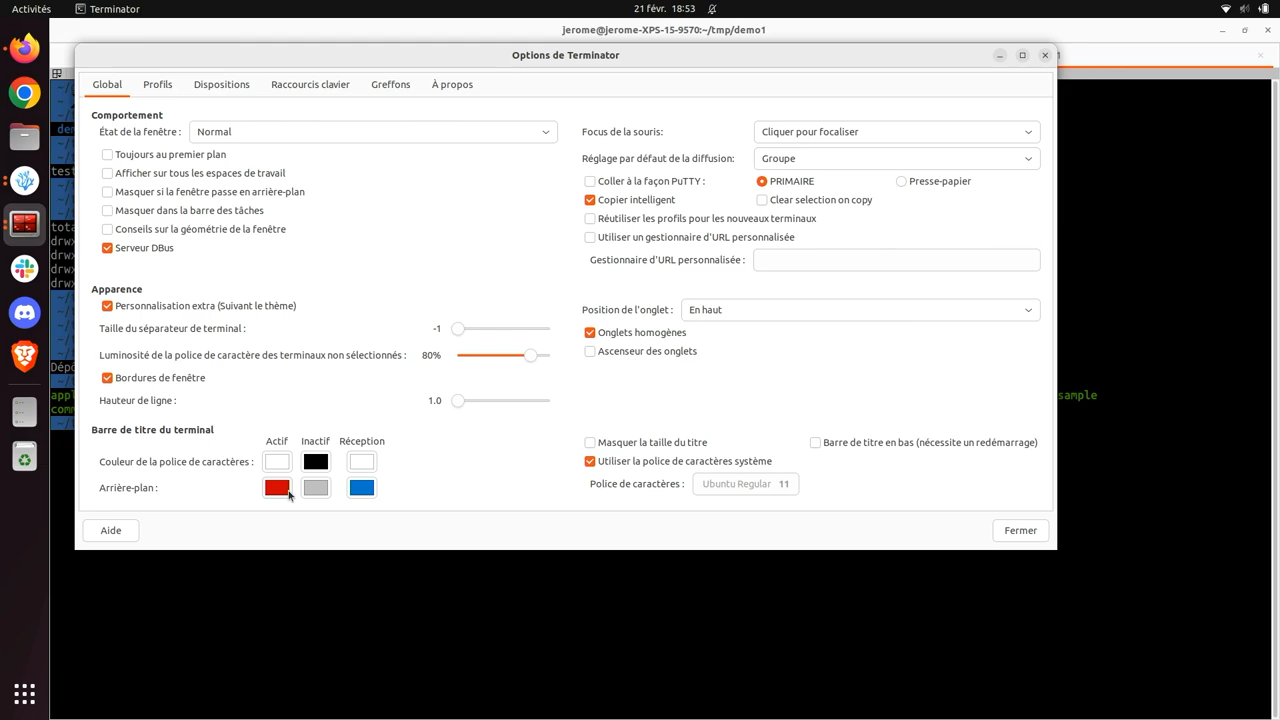 Activités Terminator 21 févr. 18:53
jerome@jerome-XPS-15-9570:~/tmp/demo1
Options de Terminator
Global Profils Dispositions Raccourcis clavier Greffons À propos
Comportement
État de la fenêtre : Normal Focus de la souris: Cliquer pour focaliser
Toujours au premier plan Réglage par défaut de la diffusion: Groupe
Afficher sur tous les espaces de travail Coller à la façon PuTTY : PRIMAIRE Presse-papier
Masquer si la fenêtre passe en arrière-plan Copier intelligent Clear selection on copy
Masquer dans la barre des tâches Réutiliser les profils pour les nouveaux terminaux
Conseils sur la géométrie de la fenêtre Utiliser un gestionnaire d'URL personnalisée
Serveur DBus Gestionnaire d'URL personnalisée :
Apparence
Personnalisation extra (Suivant le thème) Position de l'onglet : En haut
Taille du séparateur de terminal : -1 Onglets homogènes
Luminosité de la police de caractère des terminaux non sélectionnés : 80% Ascenseur des onglets
Bordures de fenêtre
Hauteur de ligne : 1.0
Barre de titre du terminal
Actif Inactif Réception Masquer la taille du titre Barre de titre en bas (nécessite un redémarrage)
Couleur de la police de caractères : Utiliser la police de caractères système
Arrière-plan : Police de caractères : Ubuntu Regular 11
Aide Fermer
test
tota
drwx
drwx
drwx
drwx
Dépô
appl sample
comm